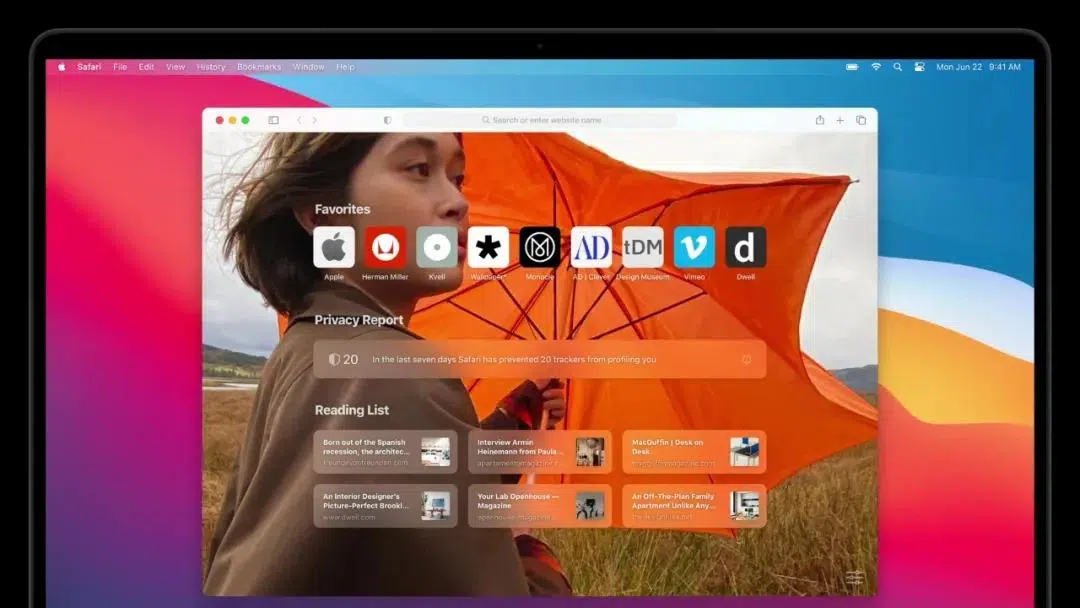 Safari File Edit View History Bookmarks Window Help
Mon Jun 22 9:41 AM
Search or enter website name
Favorites
AD
tDM
d
Apple
Herman Miller
Kvell
Wallpaper*
Monocle
AD | Clever
Design Museum
Vimeo
Dwell
Privacy Report
20
In the last seven days Safari has prevented 20 trackers from profiling you
Reading List
Born out of the Spanish
recession, the architec...
freundevonfreunden.com
Interview Armin
Heinemann from Paula...
MacGuffin | Desk on
Desk
An Interior Designer's
Picture-Perfect Brookl...
www.dwell.com
Your Lab Openhouse —
Magazine
An Off-The-Plan Family
Apartment Unlike Any...